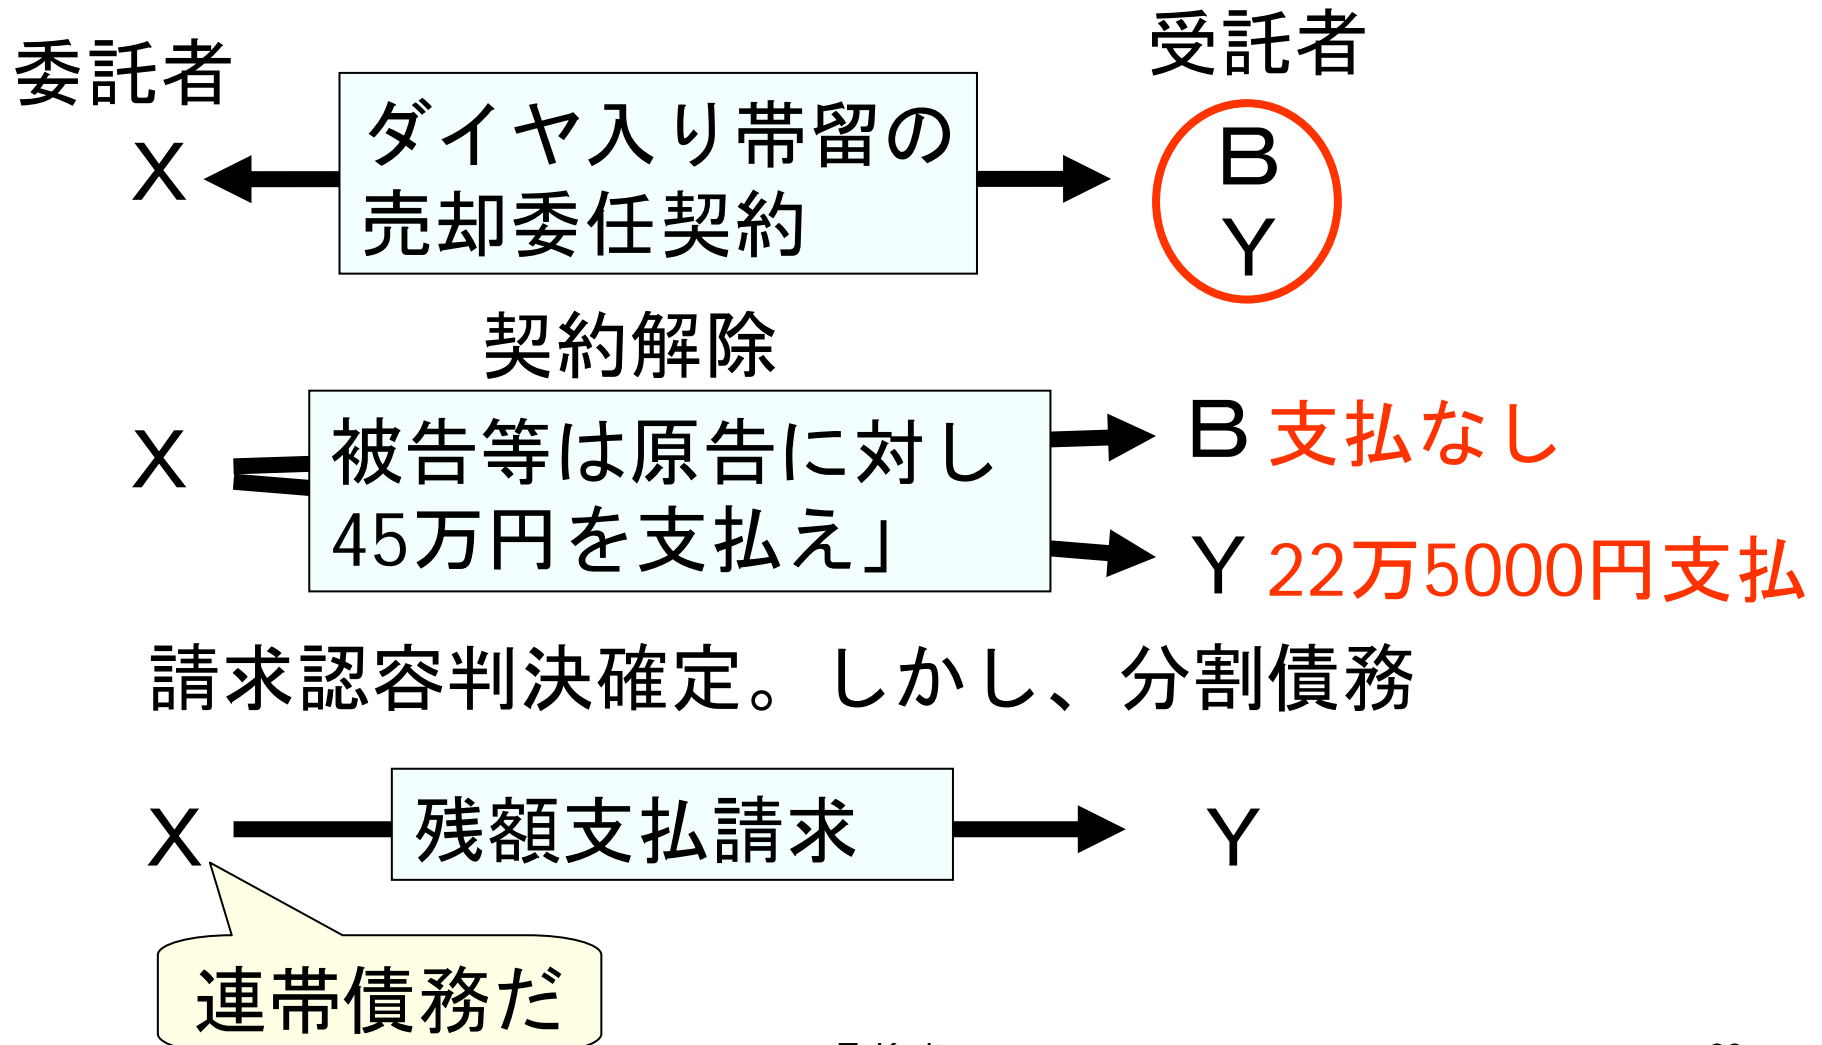 委託者
受託者
X
ダイヤ入り帯留の
売却委任契約
B
Y
契約解除
X
被告等は原告に対し
45万円を支払え」
B 支払なし
Y 22万5000円支払
請求認容判決確定。しかし、分割債務
X
残額支払請求
Y
連帯債務だ